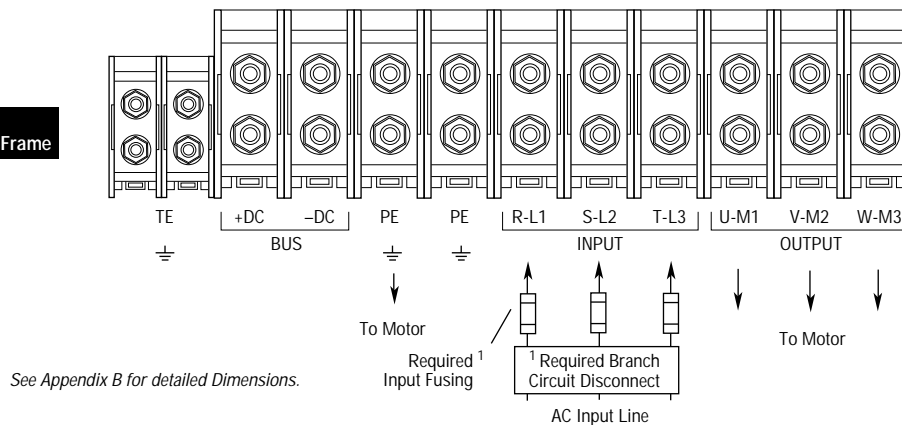 Frame
TE +DC –DC PE PE R-L1 S-L2 T-L3 U-M1 V-M2 W-M3
BUS INPUT OUTPUT
To Motor
To Motor
Required 1
Input Fusing
1 Required Branch
Circuit Disconnect
See Appendix B for detailed Dimensions.
AC Input Line